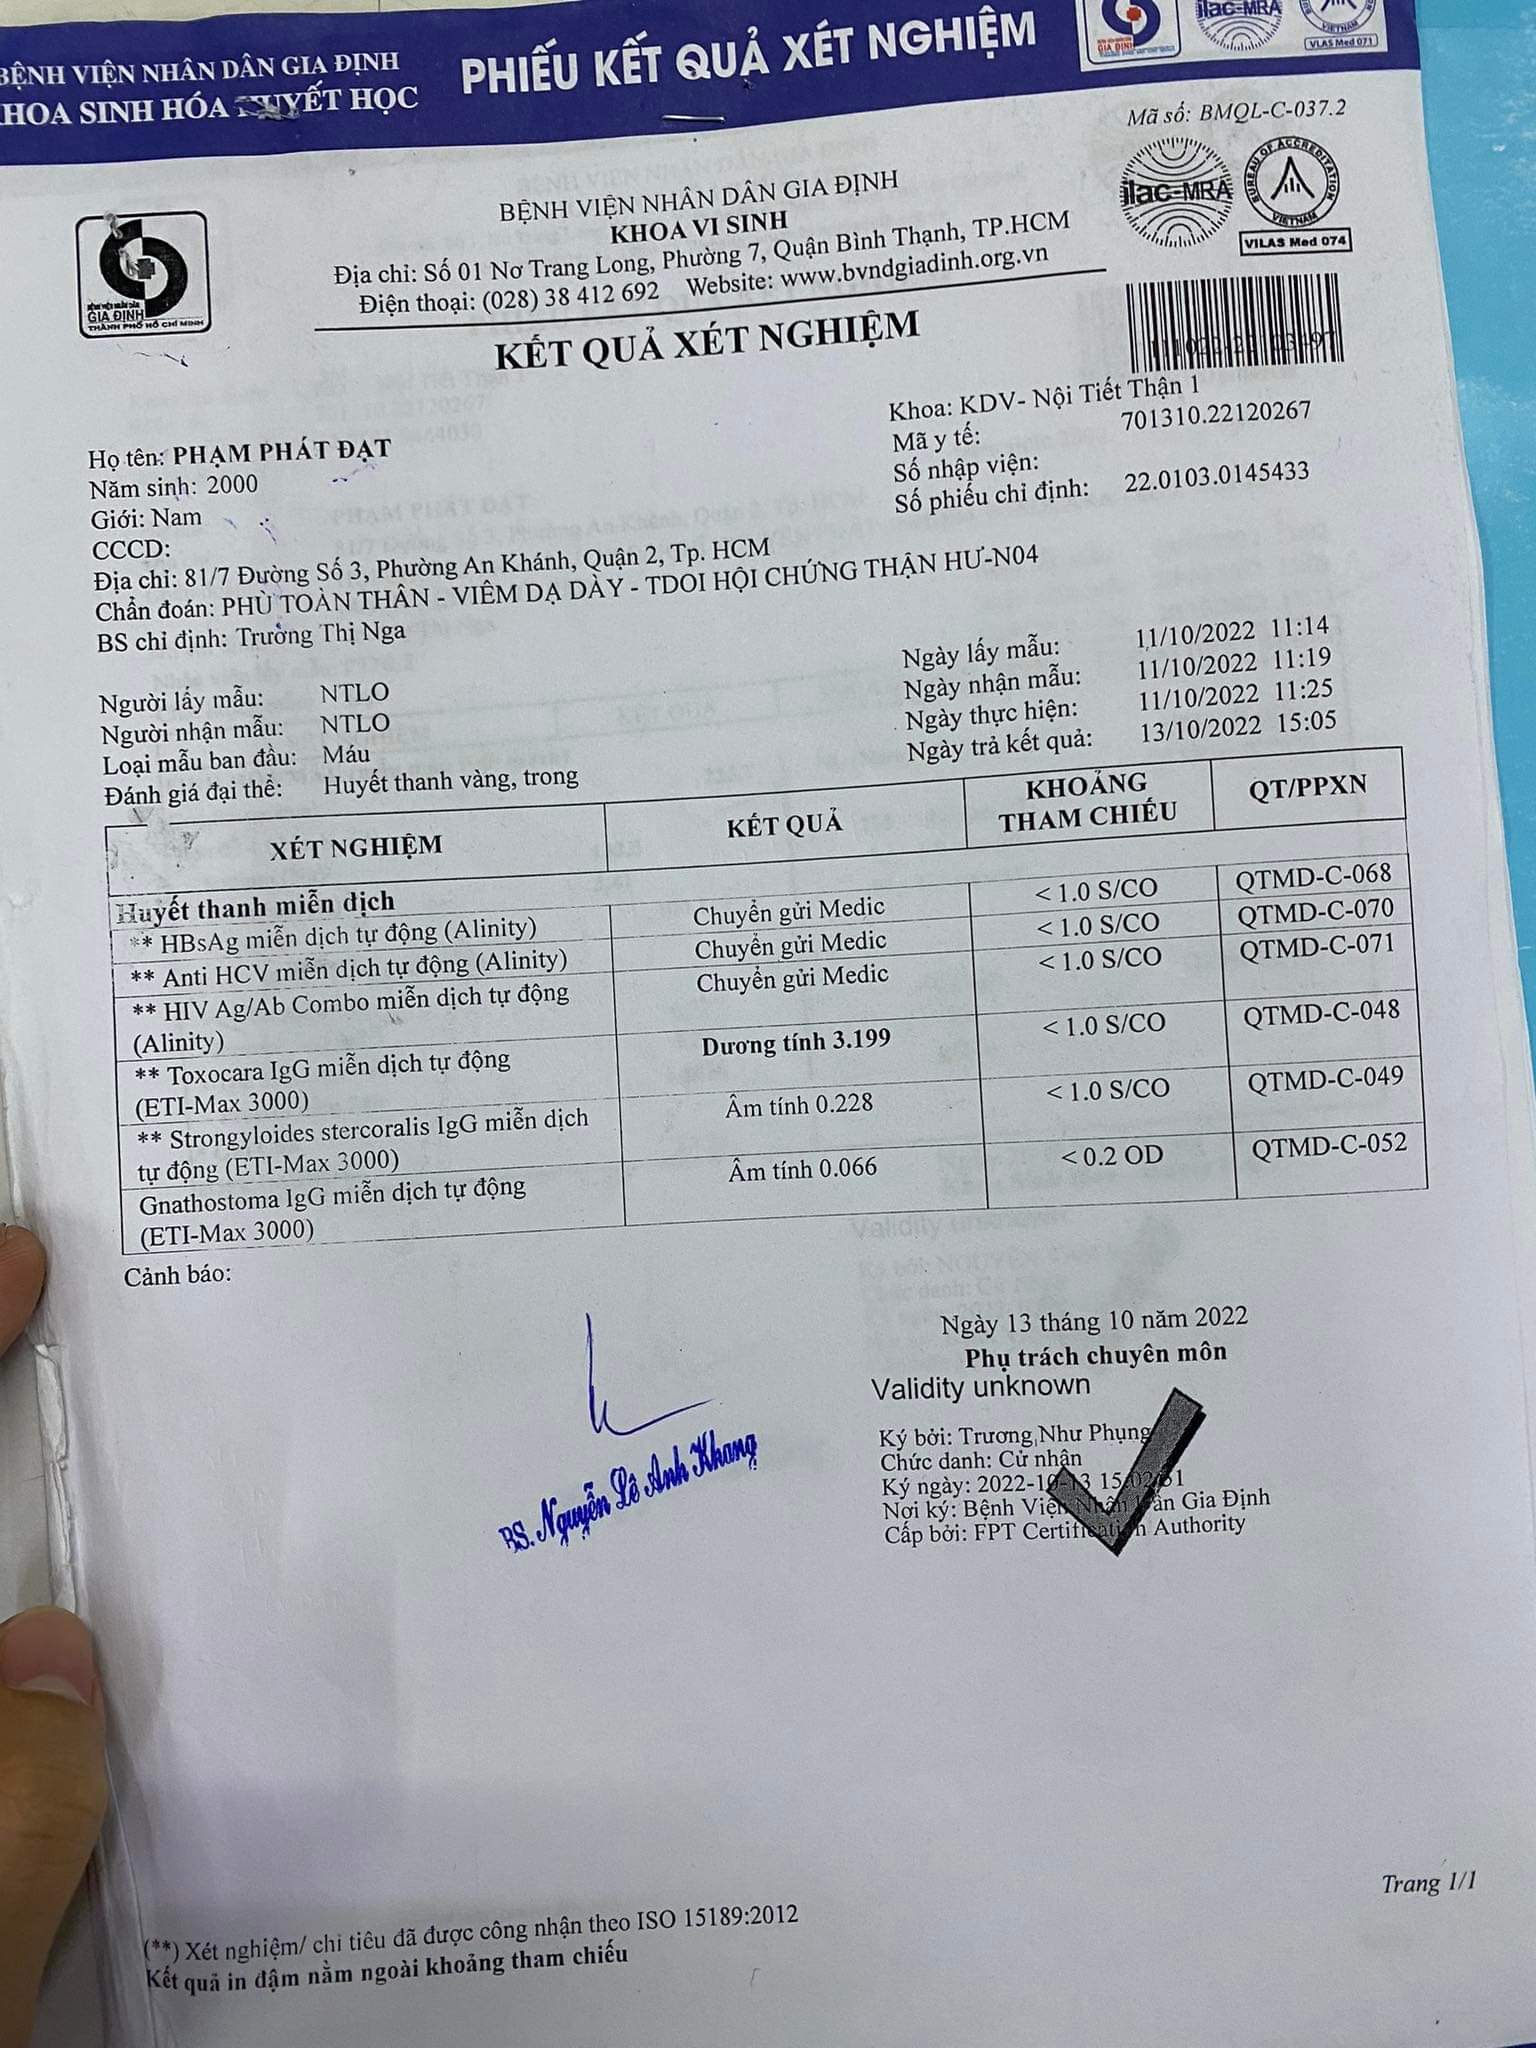 BỆNH VIỆN NHÂN DÂN GIA ĐỊNH
KHOA SINH HÓA HUYẾT HỌC
PHIẾU KẾT QUẢ XÉT NGHIỆM
GIA ĐỊNH
ilac-MRA
VIETNAM
VLAS Med 071
Mã số: BMQL-C-037.2
BỆNH VIỆN NHÂN DÂN
GIA ĐỊNH
THÀNH PHỐ HỒ CHÍ MINH
BỆNH VIỆN NHÂN DÂN GIA ĐỊNH
KHOA VI SINH
Địa chỉ: Số 01 Nơ Trang Long, Phường 7, Quận Bình Thạnh, TP.HCM
Điện thoại: (028) 38 412 692 Website: www.bvndgiadinh.org.vn
ilac-MRA
BUREAU OF ACCREDITATION
VIETNAM
VILAS Med 074
KẾT QUẢ XÉT NGHIỆM
Khoa: KDV- Nội Tiết Thận 1
Mã y tế: 701310.22120267
Số nhập viện:
Số phiếu chỉ định: 22.0103.0145433
Họ tên: PHẠM PHÁT ĐẠT
Năm sinh: 2000
Giới: Nam
CCCD:
Địa chỉ: 81/7 Đường Số 3, Phường An Khánh, Quận 2, Tp. HCM
Chẩn đoán: PHÙ TOÀN THÂN - VIÊM DẠ DÀY - TDOI HỘI CHỨNG THẬN HƯ-N04
BS chỉ định: Trương Thị Nga
Người lấy mẫu: NTLO
Người nhận mẫu: NTLO
Loại mẫu ban đầu: Máu
Đánh giá đại thể: Huyết thanh vàng, trong
Ngày lấy mẫu: 11/10/2022 11:14
Ngày nhận mẫu: 11/10/2022 11:19
Ngày thực hiện: 11/10/2022 11:25
Ngày trả kết quả: 13/10/2022 15:05
XÉT NGHIỆM KẾT QUẢ KHOẢNG THAM CHIẾU QT/PPXN
Huyết thanh miễn dịch
** HBsAg miễn dịch tự động (Alinity) Chuyển gửi Medic < 1.0 S/CO QTMD-C-068
** Anti HCV miễn dịch tự động (Alinity) Chuyển gửi Medic < 1.0 S/CO QTMD-C-070
** HIV Ag/Ab Combo miễn dịch tự động Chuyển gửi Medic < 1.0 S/CO QTMD-C-071
(Alinity)
** Toxocara IgG miễn dịch tự động Dương tính 3.199 < 1.0 S/CO QTMD-C-048
(ETI-Max 3000)
** Strongyloides stercoralis IgG miễn dịch Âm tính 0.228 < 1.0 S/CO QTMD-C-049
tự động (ETI-Max 3000)
Gnathostoma IgG miễn dịch tự động Âm tính 0.066 < 0.2 OD QTMD-C-052
(ETI-Max 3000)
Cảnh báo:
Ngày 13 tháng 10 năm 2022
Phụ trách chuyên môn
Validity unknown
Ký bởi: Trương Như Phụng
Chức danh: Cử nhân
Ký ngày: 2022-10-13 15
Nơi ký: Bệnh Viện Nhân Dân Gia Định
Cấp bởi: FPT Certification Authority
BS. Nguyễn Lê Anh Khang
Trang 1/1
(**) Xét nghiệm/ chỉ tiêu đã được công nhận theo ISO 15189:2012
Kết quả in đậm nằm ngoài khoảng tham chiếu